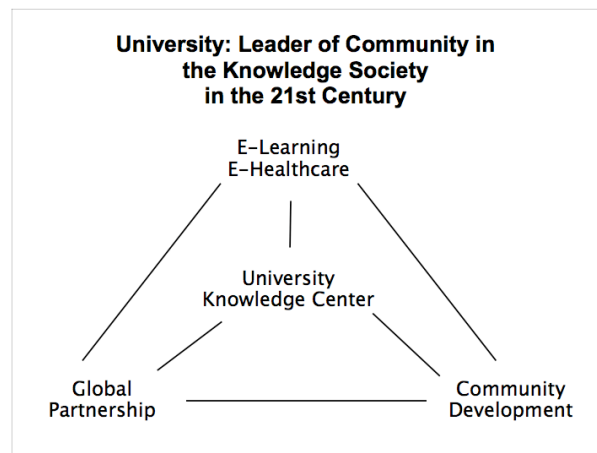 University: Leader of Community in
the Knowledge Society
in the 21st Century
E-Learning
E-Healthcare
University
Knowledge Center
Global
Partnership
Community
Development